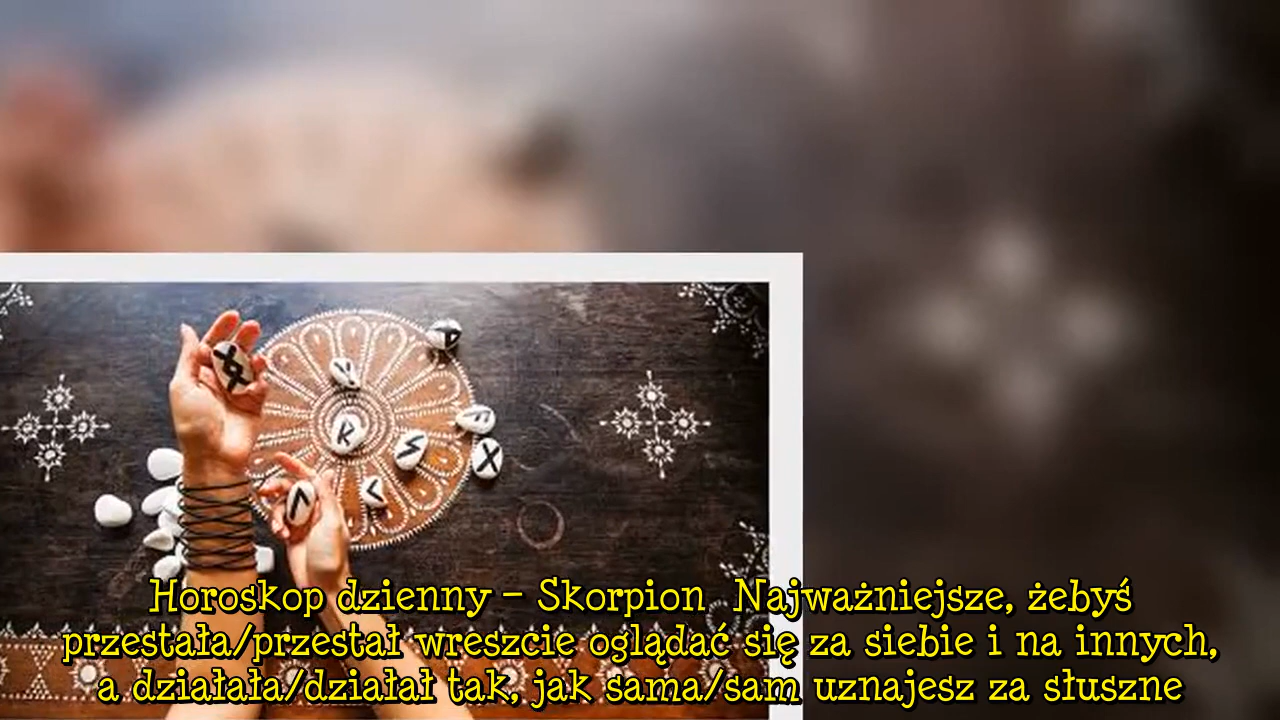 Horoskop dzienny – Skorpion  Najważniejsze, żebyś
przestała/przestał wreszcie oglądać się za siebie i na innych,
a działała/działał tak, jak sama/sam uznajesz za słuszne